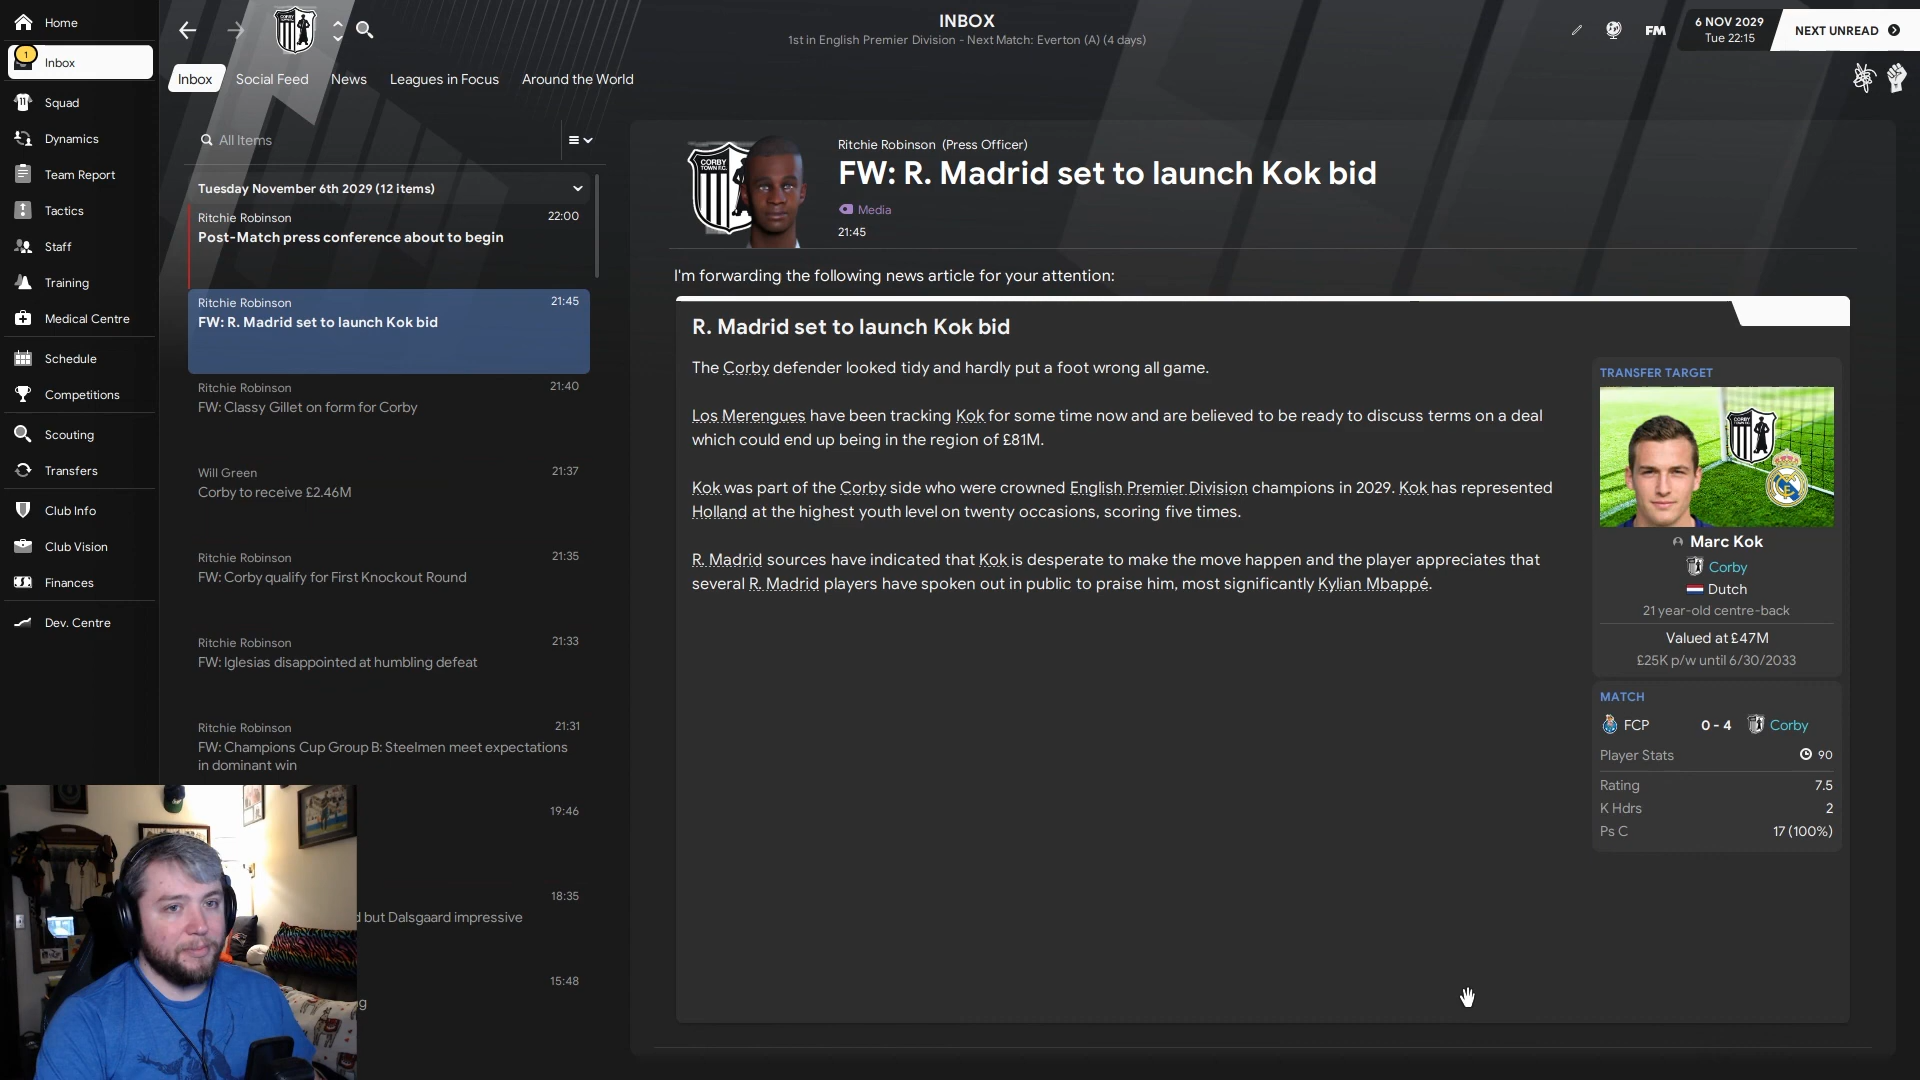 Home
1
Inbox
Squad
Dynamics
Team Report
Tactics
Staff
Training
Medical Centre
Schedule
Competitions
Scouting
Transfers
Club Info
Club Vision
Finances
Dev. Centre
INBOX
1st in English Premier Division - Next Match: Everton (A) (4 days)
FM
6 NOV 2029
Tue 22:15
NEXT UNREAD
Inbox
Social Feed
News
Leagues in Focus
Around the World
All Items
Tuesday November 6th 2029 (12 items)
Ritchie Robinson 22:00
Post-Match press conference about to begin
Ritchie Robinson 21:45
FW: R. Madrid set to launch Kok bid
Ritchie Robinson 21:40
FW: Classy Gillet on form for Corby
Will Green 21:37
Corby to receive £2.46M
Ritchie Robinson 21:35
FW: Corby qualify for First Knockout Round
Ritchie Robinson 21:33
FW: Iglesias disappointed at humbling defeat
Ritchie Robinson 21:31
FW: Champions Cup Group B: Steelmen meet expectations
in dominant win
19:46
18:35
d but Dalsgaard impressive
15:48
g
CORBY
TOWN F.C.
Ritchie Robinson (Press Officer)
FW: R. Madrid set to launch Kok bid
Media
21:45
I'm forwarding the following news article for your attention:
R. Madrid set to launch Kok bid
The Corby defender looked tidy and hardly put a foot wrong all game.
Los Merengues have been tracking Kok for some time now and are believed to be ready to discuss terms on a deal
which could end up being in the region of £81M.
Kok was part of the Corby side who were crowned English Premier Division champions in 2029. Kok has represented
Holland at the highest youth level on twenty occasions, scoring five times.
R. Madrid sources have indicated that Kok is desperate to make the move happen and the player appreciates that
several R. Madrid players have spoken out in public to praise him, most significantly Kylian Mbappé.
TRANSFER TARGET
Marc Kok
Corby
Dutch
21 year-old centre-back
Valued at £47M
£25K p/w until 6/30/2033
MATCH
FCP 0 - 4 Corby
Player Stats 90
Rating 7.5
K Hdrs 2
Ps C 17 (100%)